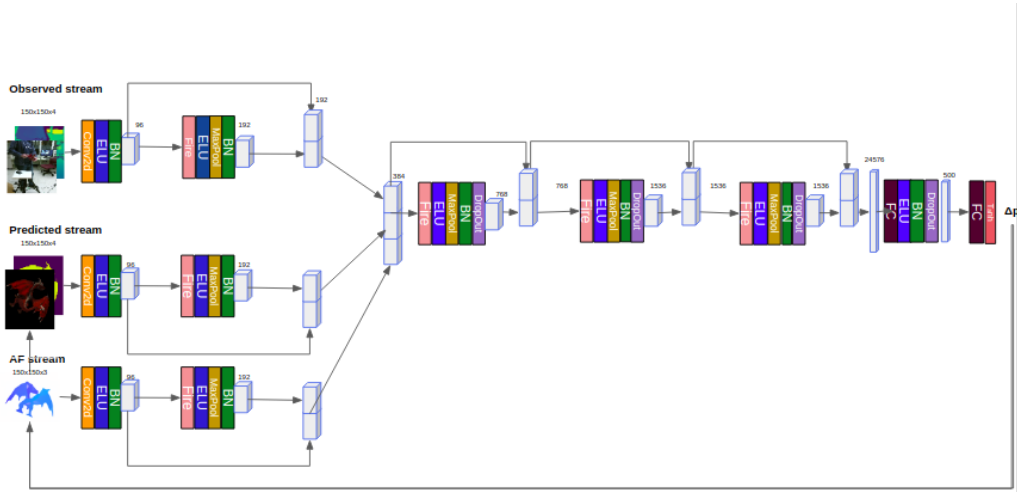 Observed stream
150x150x4
Conv2d
ELU
BN
96
Fire
ELU
MaxPool
BN
192
192
Predicted stream
150x150x4
Conv2d
ELU
BN
96
Fire
ELU
MaxPool
BN
192
AF stream
150x150x3
Conv2d
ELU
BN
96
Fire
ELU
MaxPool
BN
192
384
Fire
ELU
MaxPool
BN
DropOut
768
768
Fire
ELU
MaxPool
BN
DropOut
1536
1536
Fire
ELU
MaxPool
BN
DropOut
1536
24576
FC
ELU
BN
DropOut
500
FC
Tanh
Δp